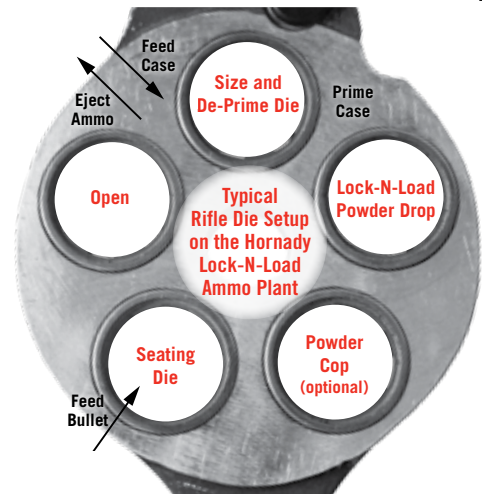 Feed
Case
Eject
Ammo
Size and
De-Prime Die
Prime
Case
Open
Lock-N-Load
Powder Drop
Typical
Rifle Die Setup
on the Hornady
Lock-N-Load
Ammo Plant
Seating
Die
Powder
Cop
(optional)
Feed
Bullet